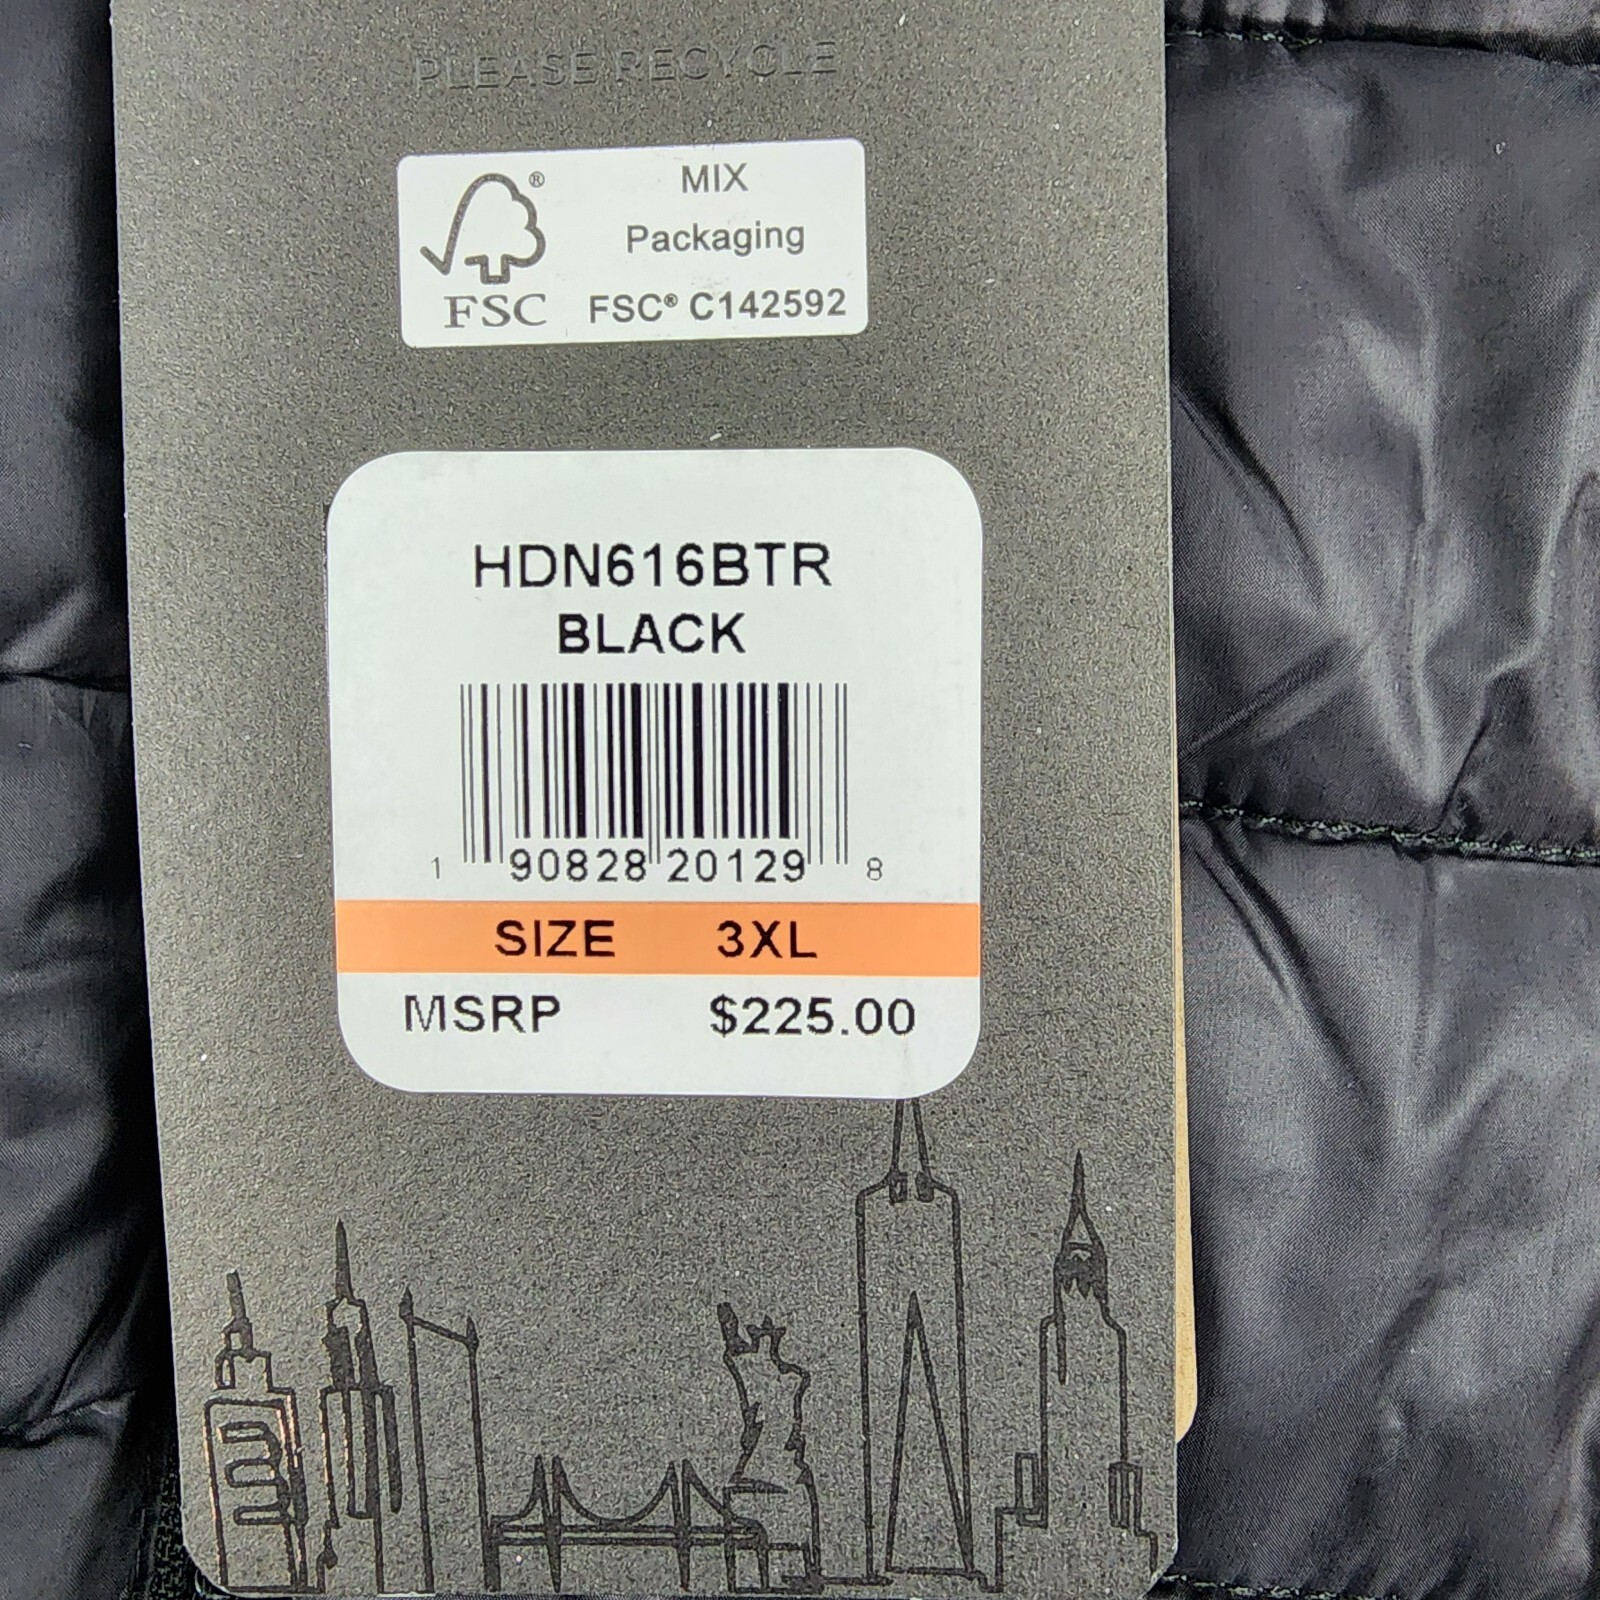 PLEASE RECYCLE
®
MIX
Packaging
FSC
FSC® C142592
HDN616BTR
BLACK
1 90828 20129 8
SIZE 3XL
MSRP $225.00